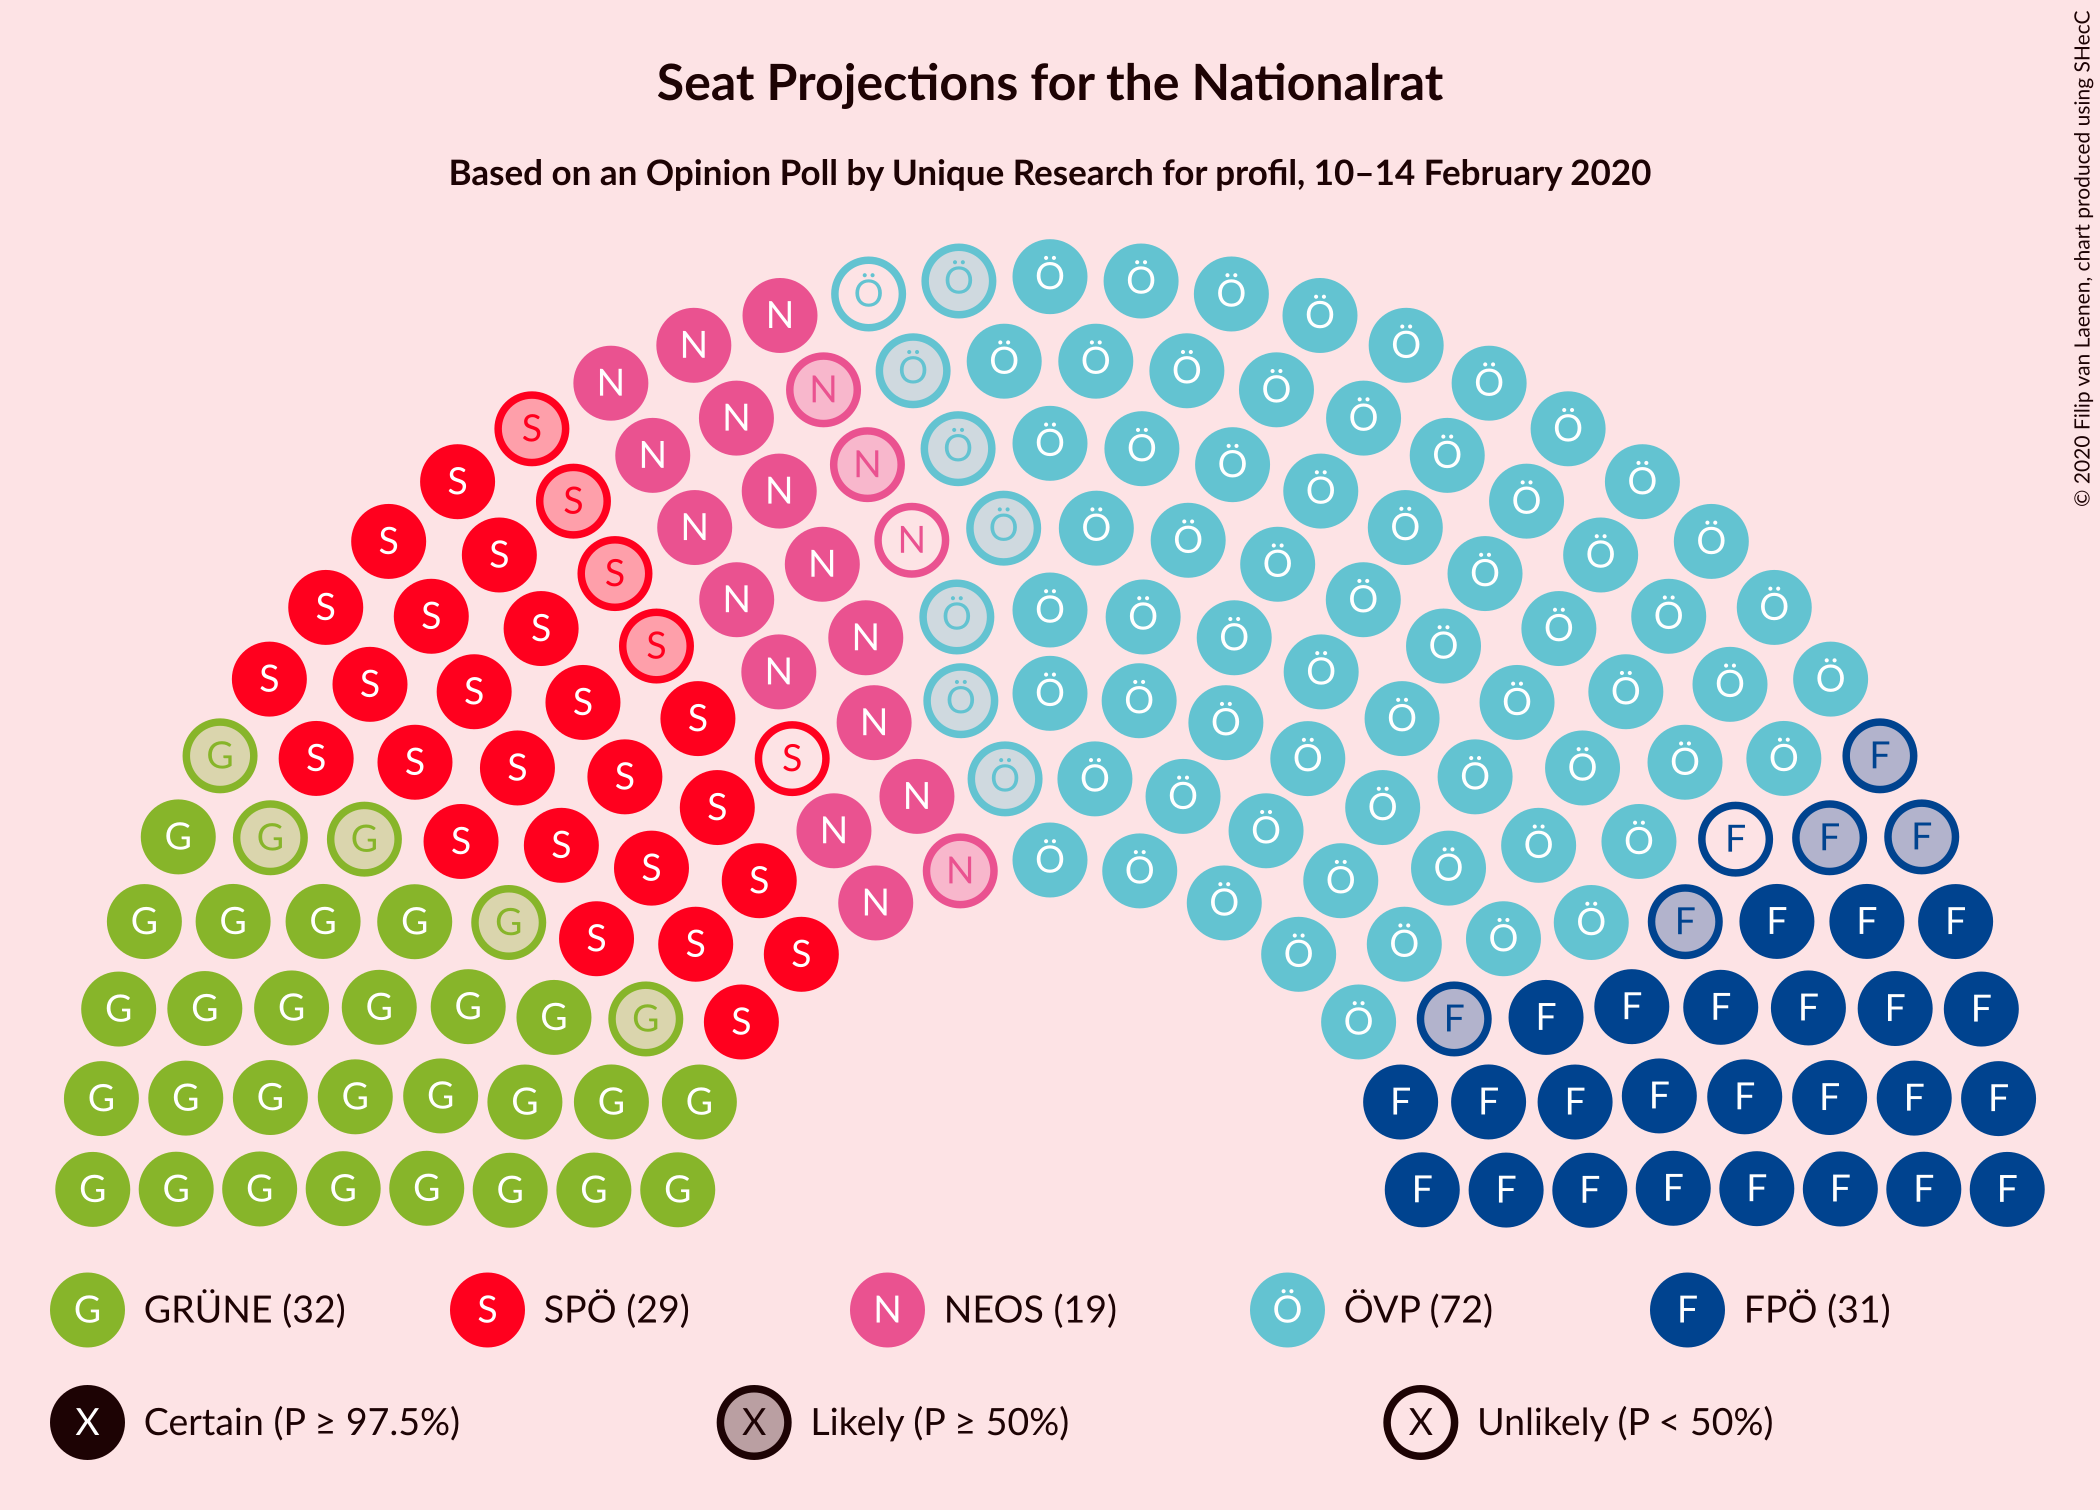 Seat Projections for the Nationalrat
Based on an Opinion Poll by Unique Research for profil, 10–14 February 2020
© 2020 Filip van Laenen, chart produced using SHecC
G GRÜNE (32) S SPÖ (29) N NEOS (19) Ö ÖVP (72) F FPÖ (31)
X Certain (P ≥ 97.5%) X Likely (P ≥ 50%) X Unlikely (P < 50%)